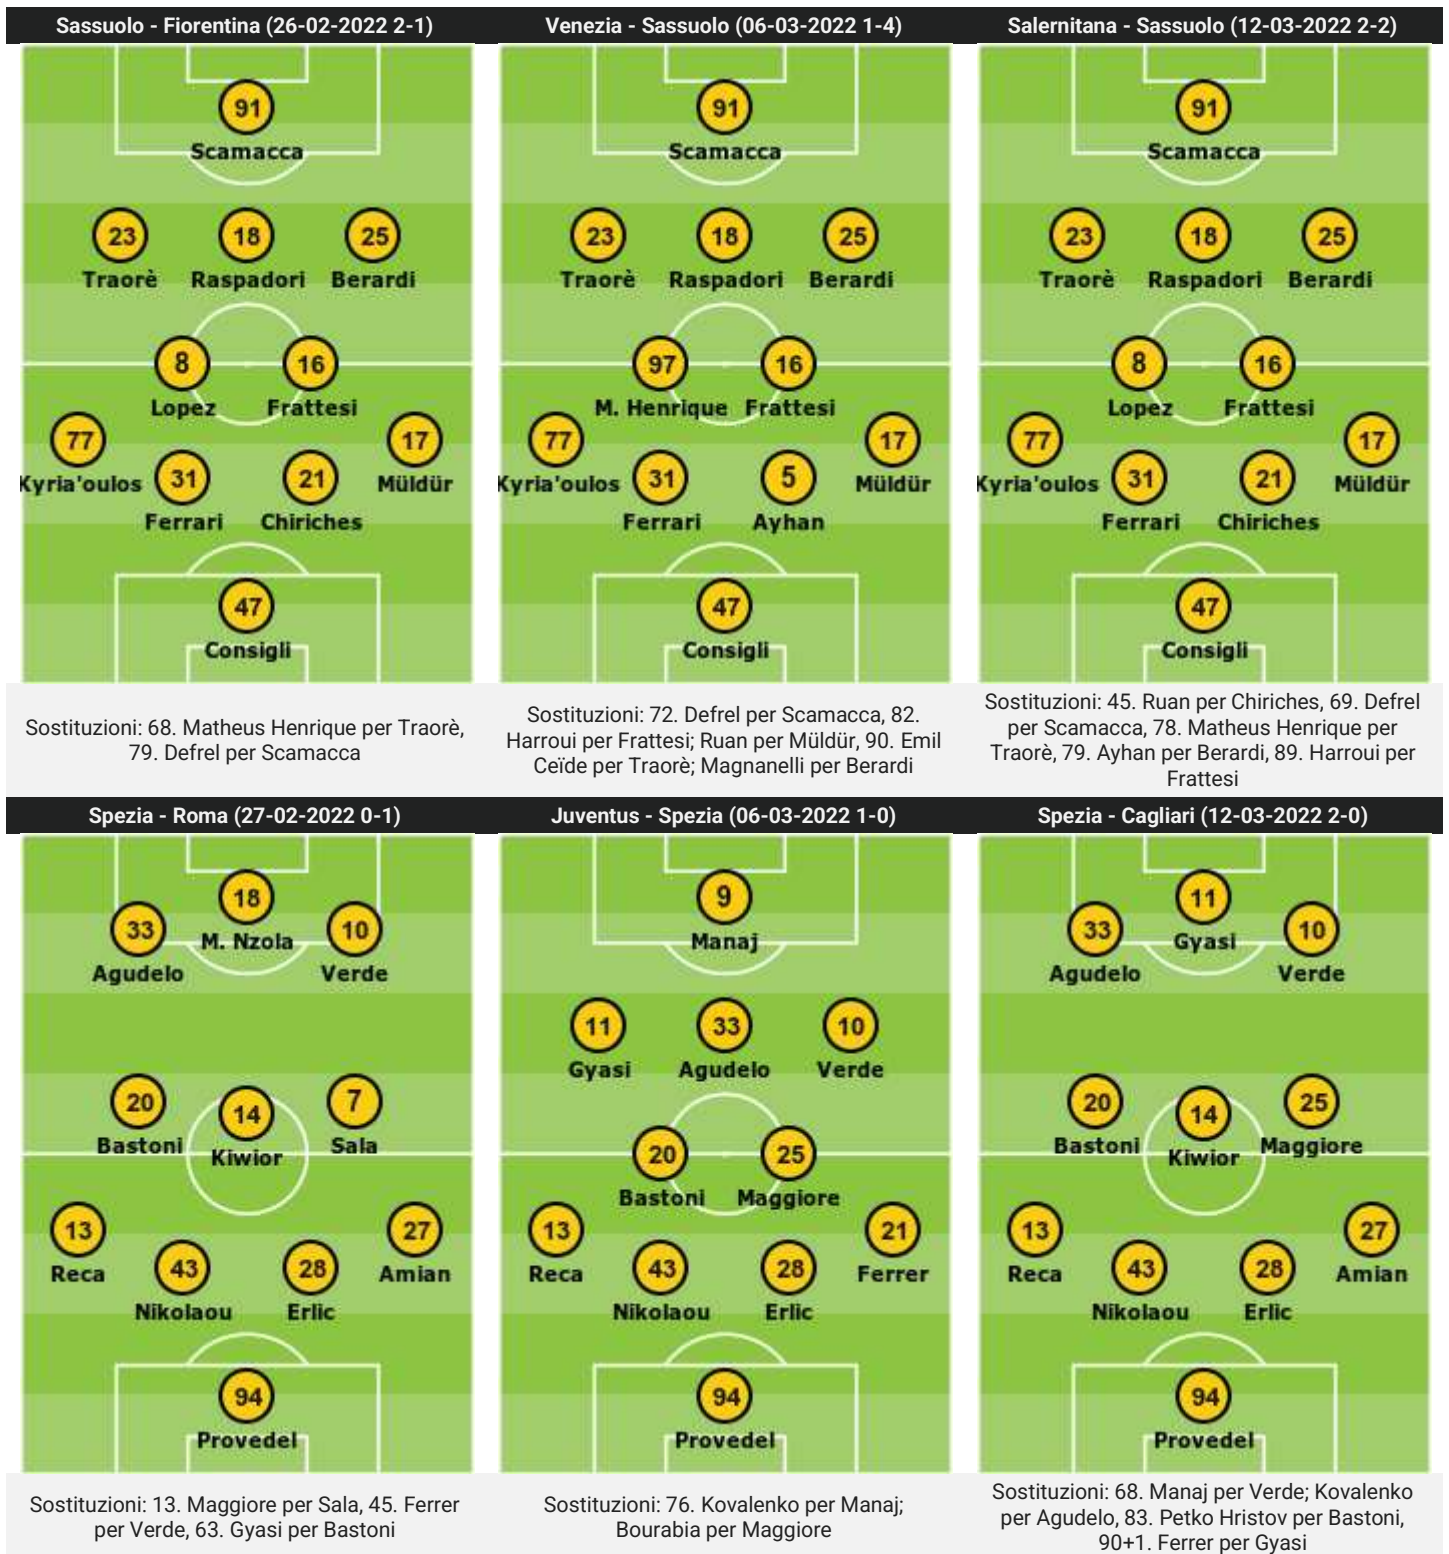 Sassuolo - Fiorentina (26-02-2022 2-1)
91
Scamacca
23 18 25
Traorè Raspadori Berardi
8 16
Lopez Frattesi
77 17
Kyria'oulos 31 21 Müldür
Ferrari Chiriches
47
Consigli
Sostituzioni: 68. Matheus Henrique per Traorè,
79. Defrel per Scamacca
Venezia - Sassuolo (06-03-2022 1-4)
91
Scamacca
23 18 25
Traorè Raspadori Berardi
97 16
M. Henrique Frattesi
77 17
Kyria'oulos 31 5 Müldür
Ferrari Ayhan
47
Consigli
Sostituzioni: 72. Defrel per Scamacca, 82.
Harroui per Frattesi; Ruan per Müldür, 90. Emil
Ceïde per Traorè; Magnanelli per Berardi
Salernitana - Sassuolo (12-03-2022 2-2)
91
Scamacca
23 18 25
Traorè Raspadori Berardi
8 16
Lopez Frattesi
77 17
Kyria'oulos 31 21 Müldür
Ferrari Chiriches
47
Consigli
Sostituzioni: 45. Ruan per Chiriches, 69. Defrel
per Scamacca, 78. Matheus Henrique per
Traorè, 79. Ayhan per Berardi, 89. Harroui per
Frattesi
Spezia - Roma (27-02-2022 0-1)
18
33 M. Nzola 10
Agudelo Verde
20 14 7
Bastoni Kiwior Sala
13 27
Reca 43 28 Amian
Nikolaou Erlic
94
Provedel
Sostituzioni: 13. Maggiore per Sala, 45. Ferrer
per Verde, 63. Gyasi per Bastoni
Juventus - Spezia (06-03-2022 1-0)
9
Manaj
11 33 10
Gyasi Agudelo Verde
20 25
Bastoni Maggiore
13 21
Reca 43 28 Ferrer
Nikolaou Erlic
94
Provedel
Sostituzioni: 76. Kovalenko per Manaj;
Bourabia per Maggiore
Spezia - Cagliari (12-03-2022 2-0)
11
33 Gyasi 10
Agudelo Verde
20 14 25
Bastoni Kiwior Maggiore
13 27
Reca 43 28 Amian
Nikolaou Erlic
94
Provedel
Sostituzioni: 68. Manaj per Verde; Kovalenko
per Agudelo, 83. Petko Hristov per Bastoni,
90+1. Ferrer per Gyasi